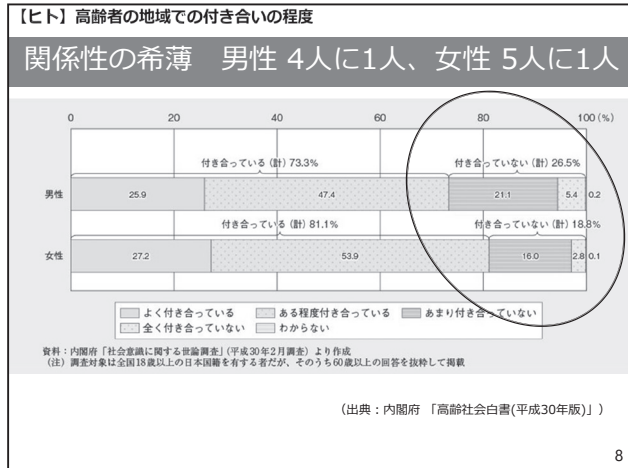 【ヒト】高齢者の地域での付き合いの程度
関係性の希薄　男性 4人に1人、女性 5人に1人
0 20 40 60 80 100 (%)
付き合っている (計) 73.3% 付き合っていない (計) 26.5%
男性 25.9 47.4 21.1 5.4 0.2
付き合っている (計) 81.1% 付き合っていない (計) 18.8%
女性 27.2 53.9 16.0 2.8 0.1
よく付き合っている ある程度付き合っている あまり付き合っていない
全く付き合っていない わからない
資料：内閣府「社会意識に関する世論調査」(平成30年2月調査) より作成
(注) 調査対象は全国18歳以上の日本国籍を有する者だが、そのうち60歳以上の回答を抜粋して掲載
(出典：内閣府 「高齢社会白書(平成30年版)」)
8